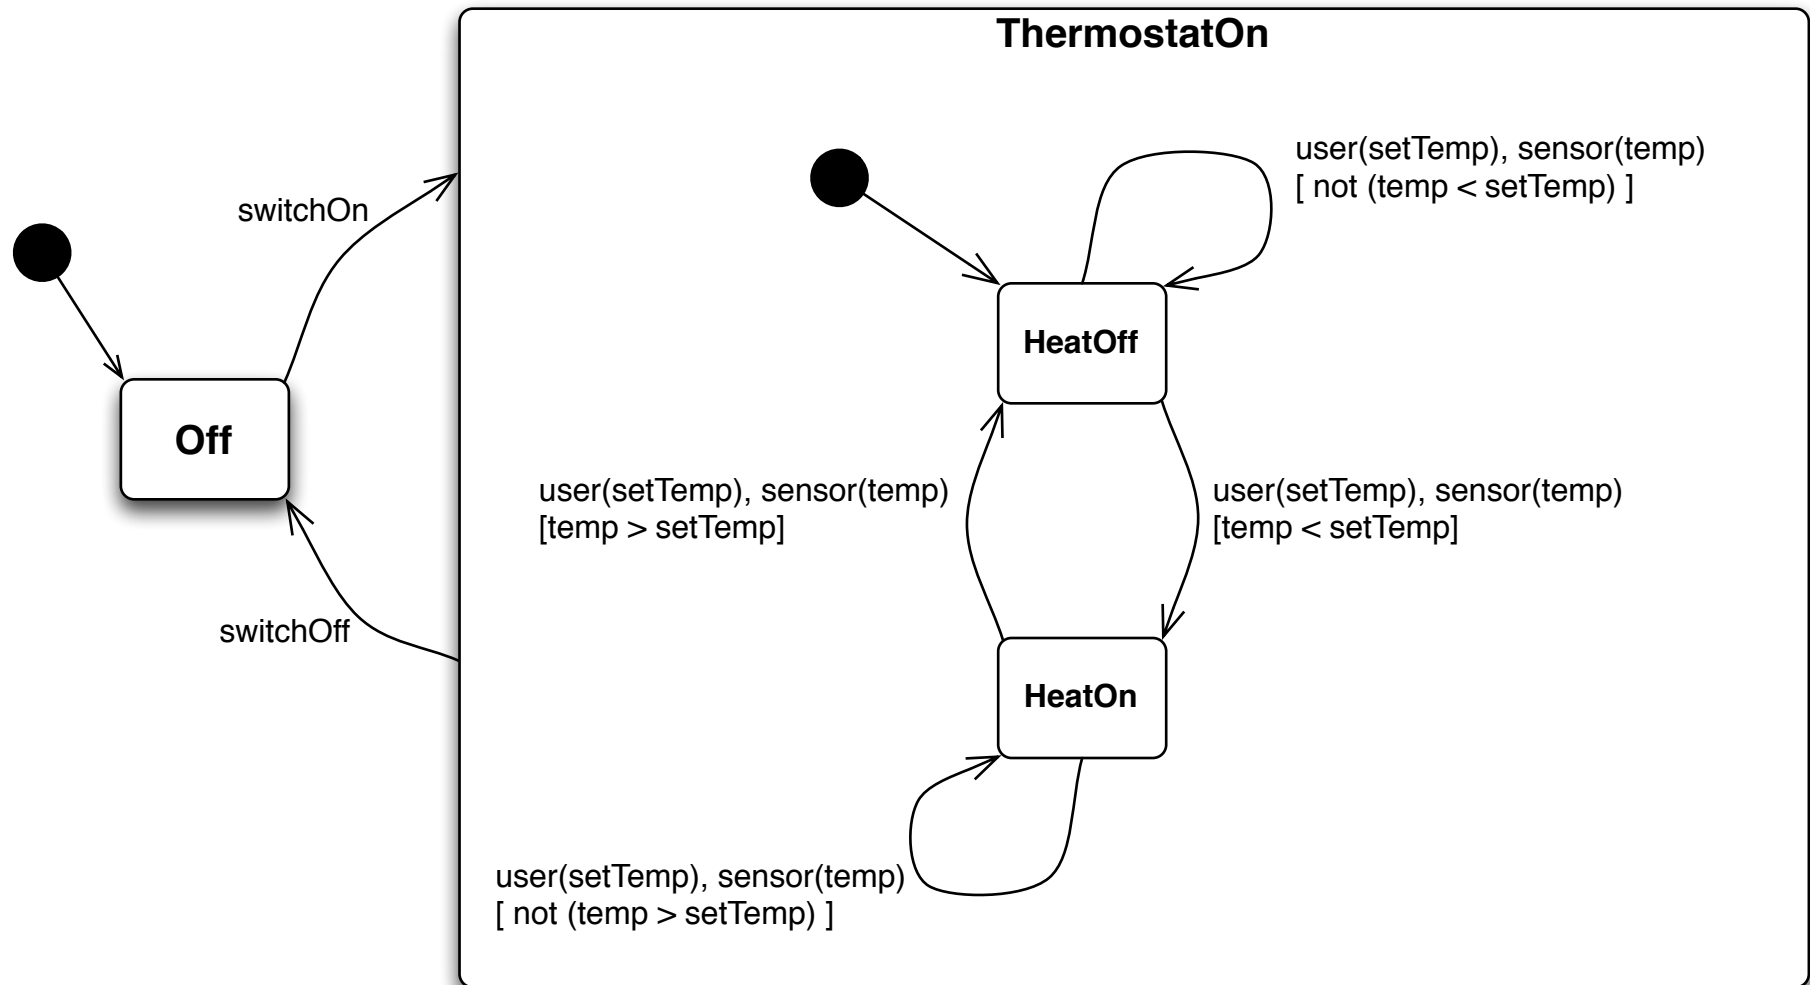 ThermostatOn
user(setTemp), sensor(temp)
[ not (temp < setTemp) ]
switchOn
HeatOff
Off
user(setTemp), sensor(temp)
[temp > setTemp]
user(setTemp), sensor(temp)
[temp < setTemp]
switchOff
HeatOn
user(setTemp), sensor(temp)
[ not (temp > setTemp) ]